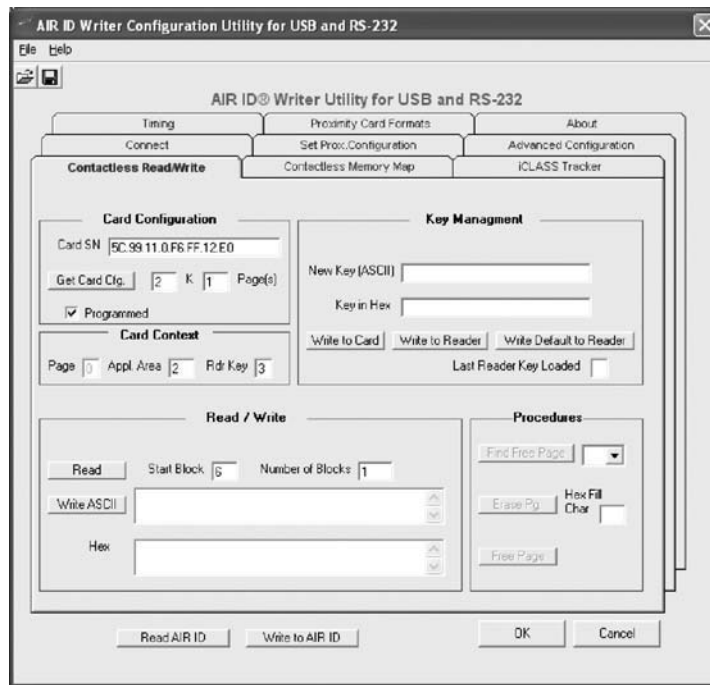 AIR ID Writer Configuration Utility for USB and RS-232
File Help
AIR ID® Writer Utility for USB and RS-232
Timing Proximity Card Formats About
Connect Set Prox.Configuration Advanced Configuration
Contactless Read/Write Contactless Memory Map iCLASS Tracker
Card Configuration
Card SN 5C.99.11.0.F6.FF.12.E0
Get Card Cfg. 2 K 1 Page(s)
Programmed
Card Context
Page 0 Appl. Area 2 Rdr Key 3
Key Managment
New Key (ASCII)
Key in Hex
Write to Card Write to Reader Write Default to Reader
Last Reader Key Loaded
Read / Write
Read Start Block 6 Number of Blocks 1
Write ASCII
Hex
Procedures
Find Free Page
Erase Pg Hex Fill
Char
Free Page
Read AIR ID Write to AIR ID OK Cancel